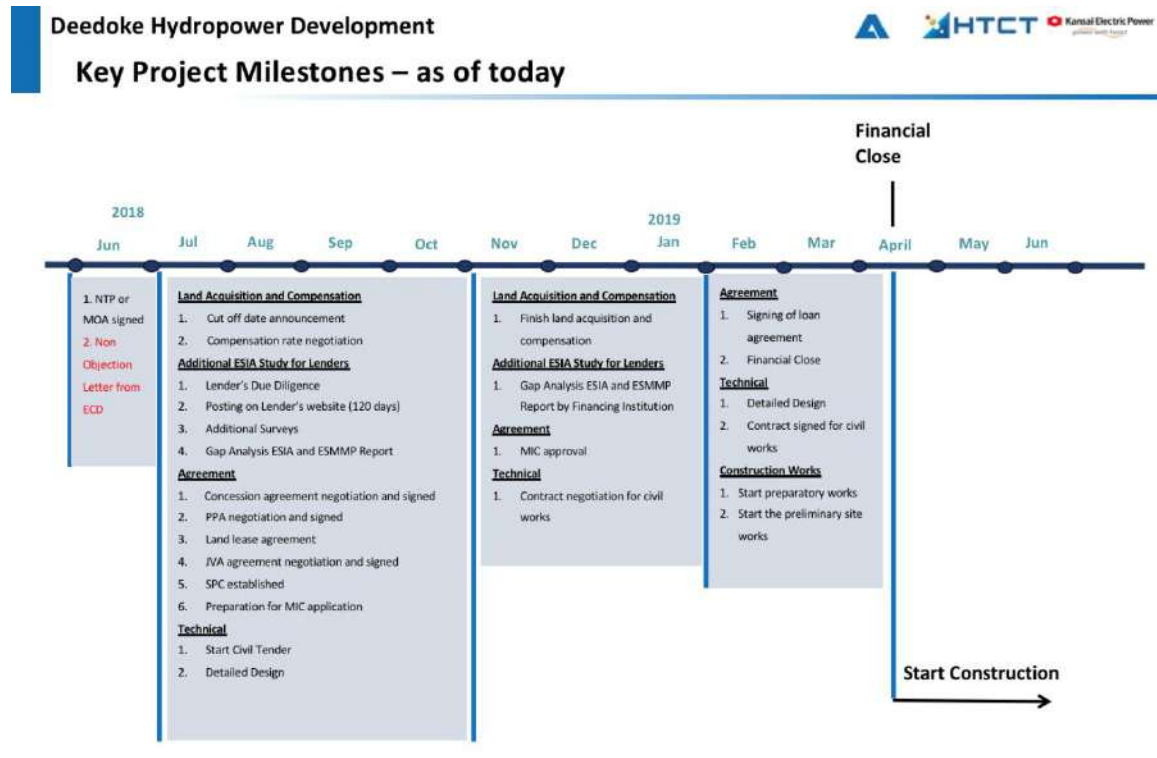 Deedoke Hydropower Development
HTCT
Kansai Electric Power
power with heart
Key Project Milestones – as of today
Financial
Close
2018
2019
Jun
Jul
Aug
Sep
Oct
Nov
Dec
Jan
Feb
Mar
April
May
Jun
1. NTP or
MOA signed
2. Non
Objection
Letter from
ECD
Land Acquisition and Compensation
1. Cut off date announcement
2. Compensation rate negotiation
Additional ESIA Study for Lenders
1. Lender's Due Diligence
2. Posting on Lender's website (120 days)
3. Additional Surveys
4. Gap Analysis ESIA and ESMMP Report
Agreement
1. Concession agreement negotiation and signed
2. PPA negotiation and signed
3. Land lease agreement
4. JVA agreement negotiation and signed
5. SPC established
6. Preparation for MIC application
Technical
1. Start Civil Tender
2. Detailed Design
Land Acquisition and Compensation
1. Finish land acquisition and
compensation
Additional ESIA Study for Lenders
1. Gap Analysis ESIA and ESMMP
Report by Financing Institution
Agreement
1. MIC approval
Technical
1. Contract negotiation for civil
works
Agreement
1. Signing of loan
agreement
2. Financial Close
Technical
1. Detailed Design
2. Contract signed for civil
works
Construction Works
1. Start preparatory works
2. Start the preliminary site
works
Start Construction